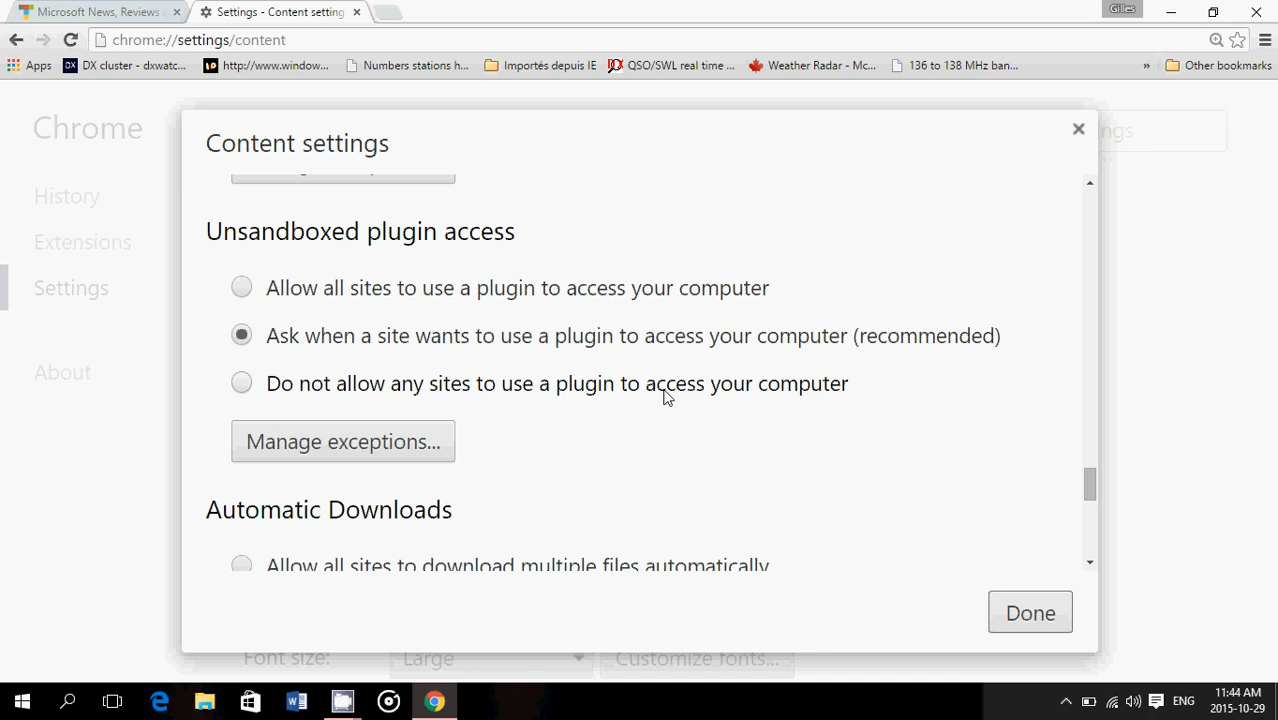 Microsoft News, Reviews
Settings - Content setting
Gilles
chrome://settings/content
Apps
DX cluster - dxwatc...
http://www.window...
Numbers stations h...
Importés depuis IE
QSO/SWL real time ...
Weather Radar - Mc...
136 to 138 MHz ban...
»
Other bookmarks
Chrome
History
Extensions
Settings
About
Content settings
Unsandboxed plugin access
Allow all sites to use a plugin to access your computer
Ask when a site wants to use a plugin to access your computer (recommended)
Do not allow any sites to use a plugin to access your computer
Manage exceptions...
Automatic Downloads
Allow all sites to download multiple files automatically
Done
Font size:
Large
Customize fonts...
ENG
11:44 AM
2015-10-29